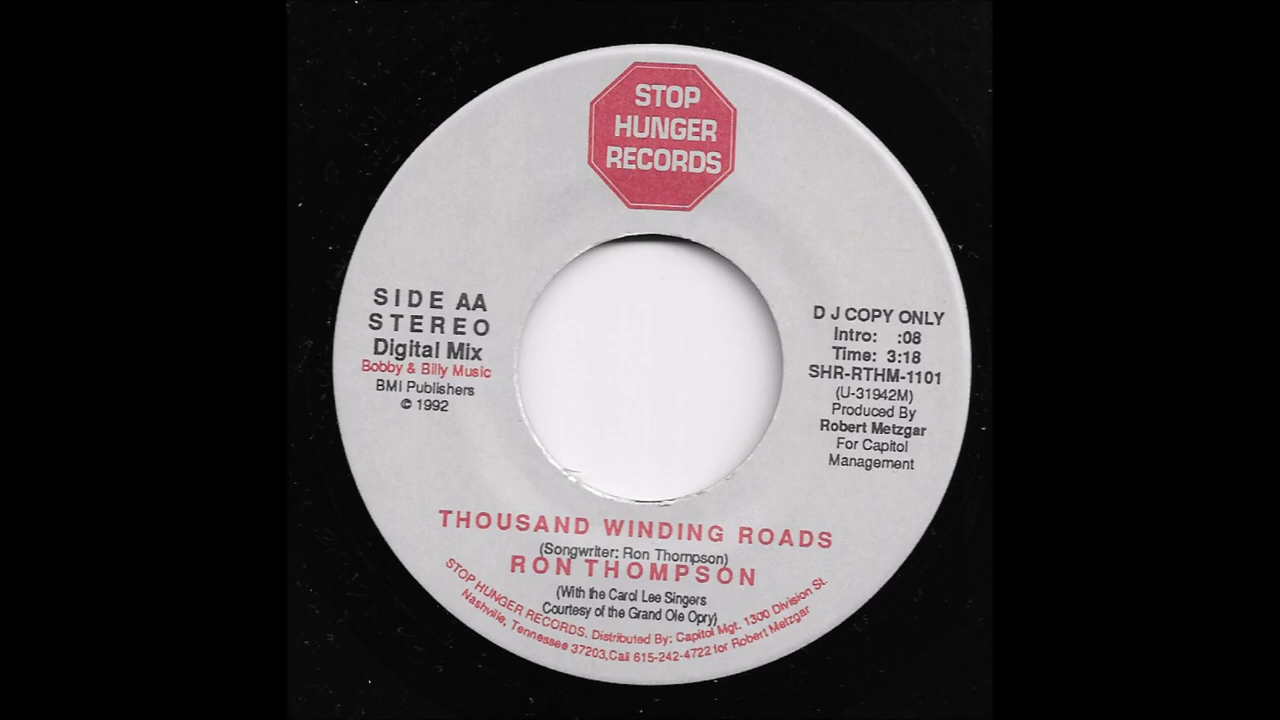 STOP
HUNGER
RECORDS
SIDE AA
STEREO
Digital Mix
Bobby & Billy Music
BMI Publishers
© 1992
D J COPY ONLY
Intro: :08
Time: 3:18
SHR-RTHM-1101
(U-31942M)
Produced By
Robert Metzgar
For Capitol
Management
THOUSAND WINDING ROADS
(Songwriter: Ron Thompson)
RON THOMPSON
(With the Carol Lee Singers
Courtesy of the Grand Ole Opry)
STOP HUNGER RECORDS. Distributed By: Capitol Mgt. 1300 Division St.
Nashville, Tennessee 37203,Call 615-242-4722 for Robert Metzgar